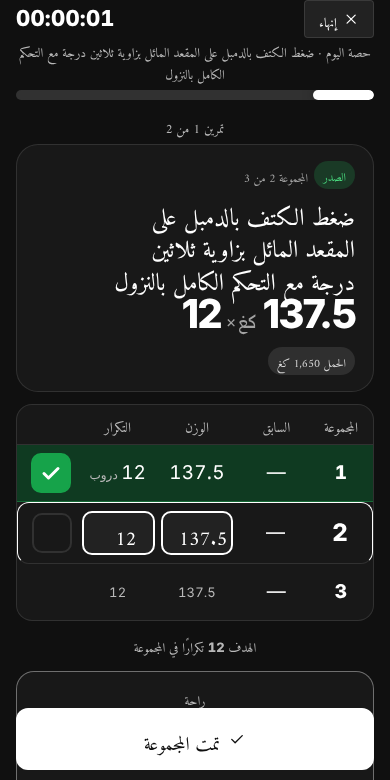 إنهاء ×
00:00:01
حصة اليوم · ضغط الكتف بالدمبل على المقعد المائل بزاوية ثلاثين درجة مع التحكم
الكامل بالنزول
تمرين 1 من 2
الصدر المجموعة 2 من 3
ضغط الكتف بالدمبل على
المقعد المائل بزاوية ثلاثين
درجة مع التحكم الكامل بالنزول
137.5 كغ × 12
الحمل 1,650 كغ
المجموعة السابق الوزن التكرار
1 — 137.5 12 دروب
2 — 137.5 12
3 — 137.5 12
الهدف 12 تكرارًا في المجموعة
راحة
تمت المجموعة